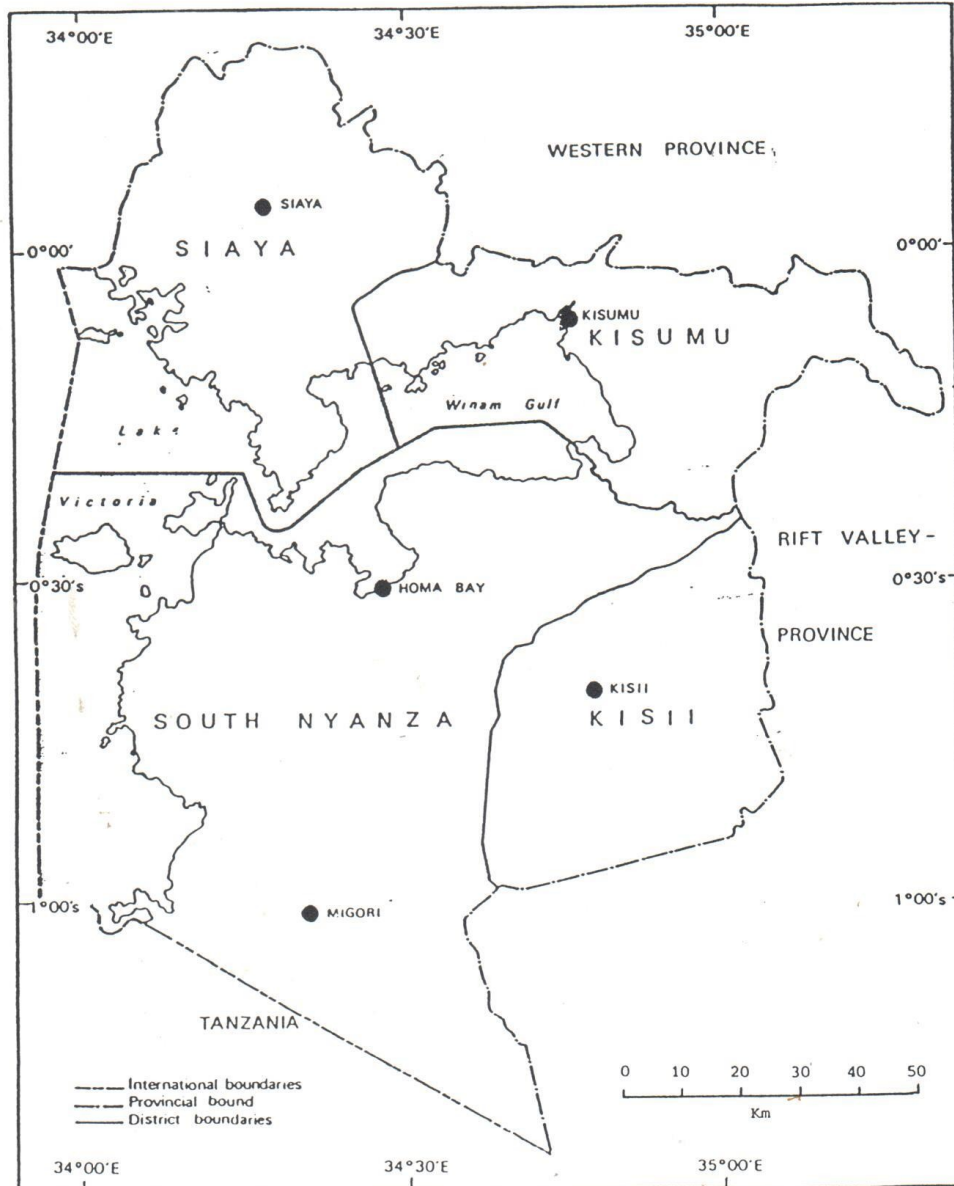 34°00'E 34°30'E 35°00'E
WESTERN PROVINCE
SIAYA
SIAYA
0°00' 0°00'
KISUMU
KISUMU
Winam Gulf
Lake
Victoria
RIFT VALLEY-
0°30's HOMA BAY 0°30's
PROVINCE
KISII
SOUTH NYANZA KISII
1°00's 1°00's
MIGORI
TANZANIA
International boundaries
Provincial bound
District boundaries
0 10 20 30 40 50
Km
34°00'E 34°30'E 35°00'E